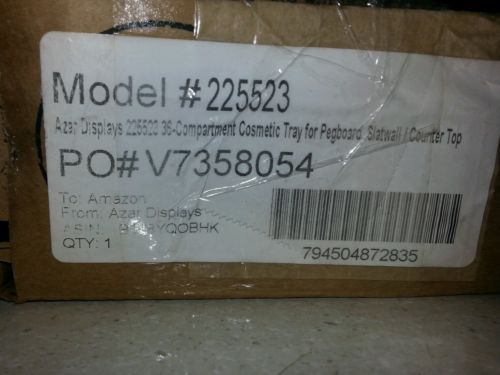 Model # 225523
Azar Displays 225523 36-Compartment Cosmetic Tray for Pegboard Slatwall / Counter Top
PO# V7358054
To: Amazon
From: Azar Displays
ASIN:
QTY: 1
794504872835